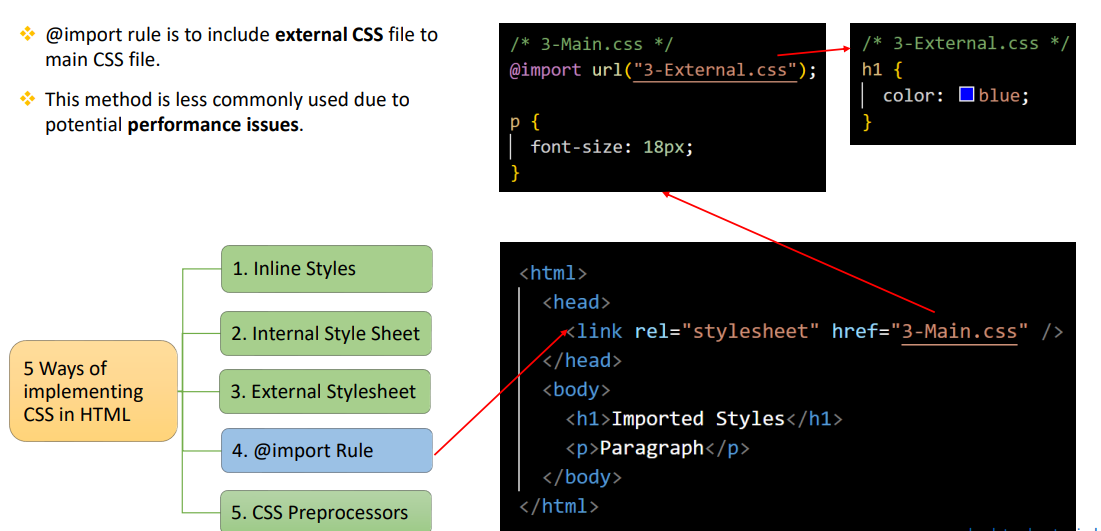 @import rule is to include external CSS file to
main CSS file.
This method is less commonly used due to
potential performance issues.
/* 3-Main.css */
@import url("3-External.css");
p {
font-size: 18px;
}
/* 3-External.css */
h1 {
color: blue;
}
5 Ways of
implementing
CSS in HTML
1. Inline Styles
2. Internal Style Sheet
3. External Stylesheet
4. @import Rule
5. CSS Preprocessors
<html>
<head>
<link rel="stylesheet" href="3-Main.css" />
</head>
<body>
<h1>Imported Styles</h1>
<p>Paragraph</p>
</body>
</html>